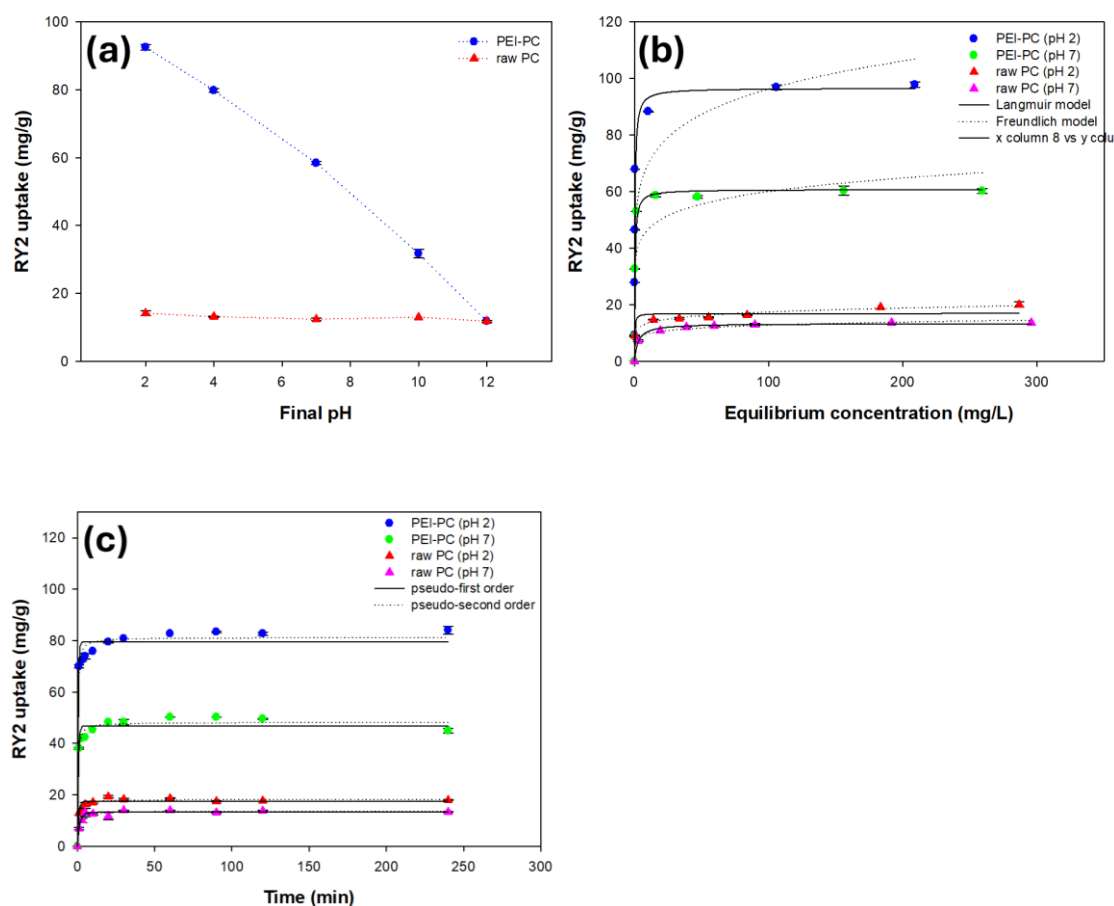 (a)
PEI-PC
raw PC
100
80
60
40
20
0
2
4
6
8
10
12
RY2 uptake (mg/g)
Final pH
(b)
PEI-PC (pH 2)
PEI-PC (pH 7)
raw PC (pH 2)
raw PC (pH 7)
Langmuir model
Freundlich model
x column 8 vs y colu
120
100
80
60
40
20
0
0
100
200
300
RY2 uptake (mg/g)
Equilibrium concentration (mg/L)
(c)
PEI-PC (pH 2)
PEI-PC (pH 7)
raw PC (pH 2)
raw PC (pH 7)
pseudo-first order
pseudo-second order
120
100
80
60
40
20
0
0
50
100
150
200
250
300
RY2 uptake (mg/g)
Time (min)